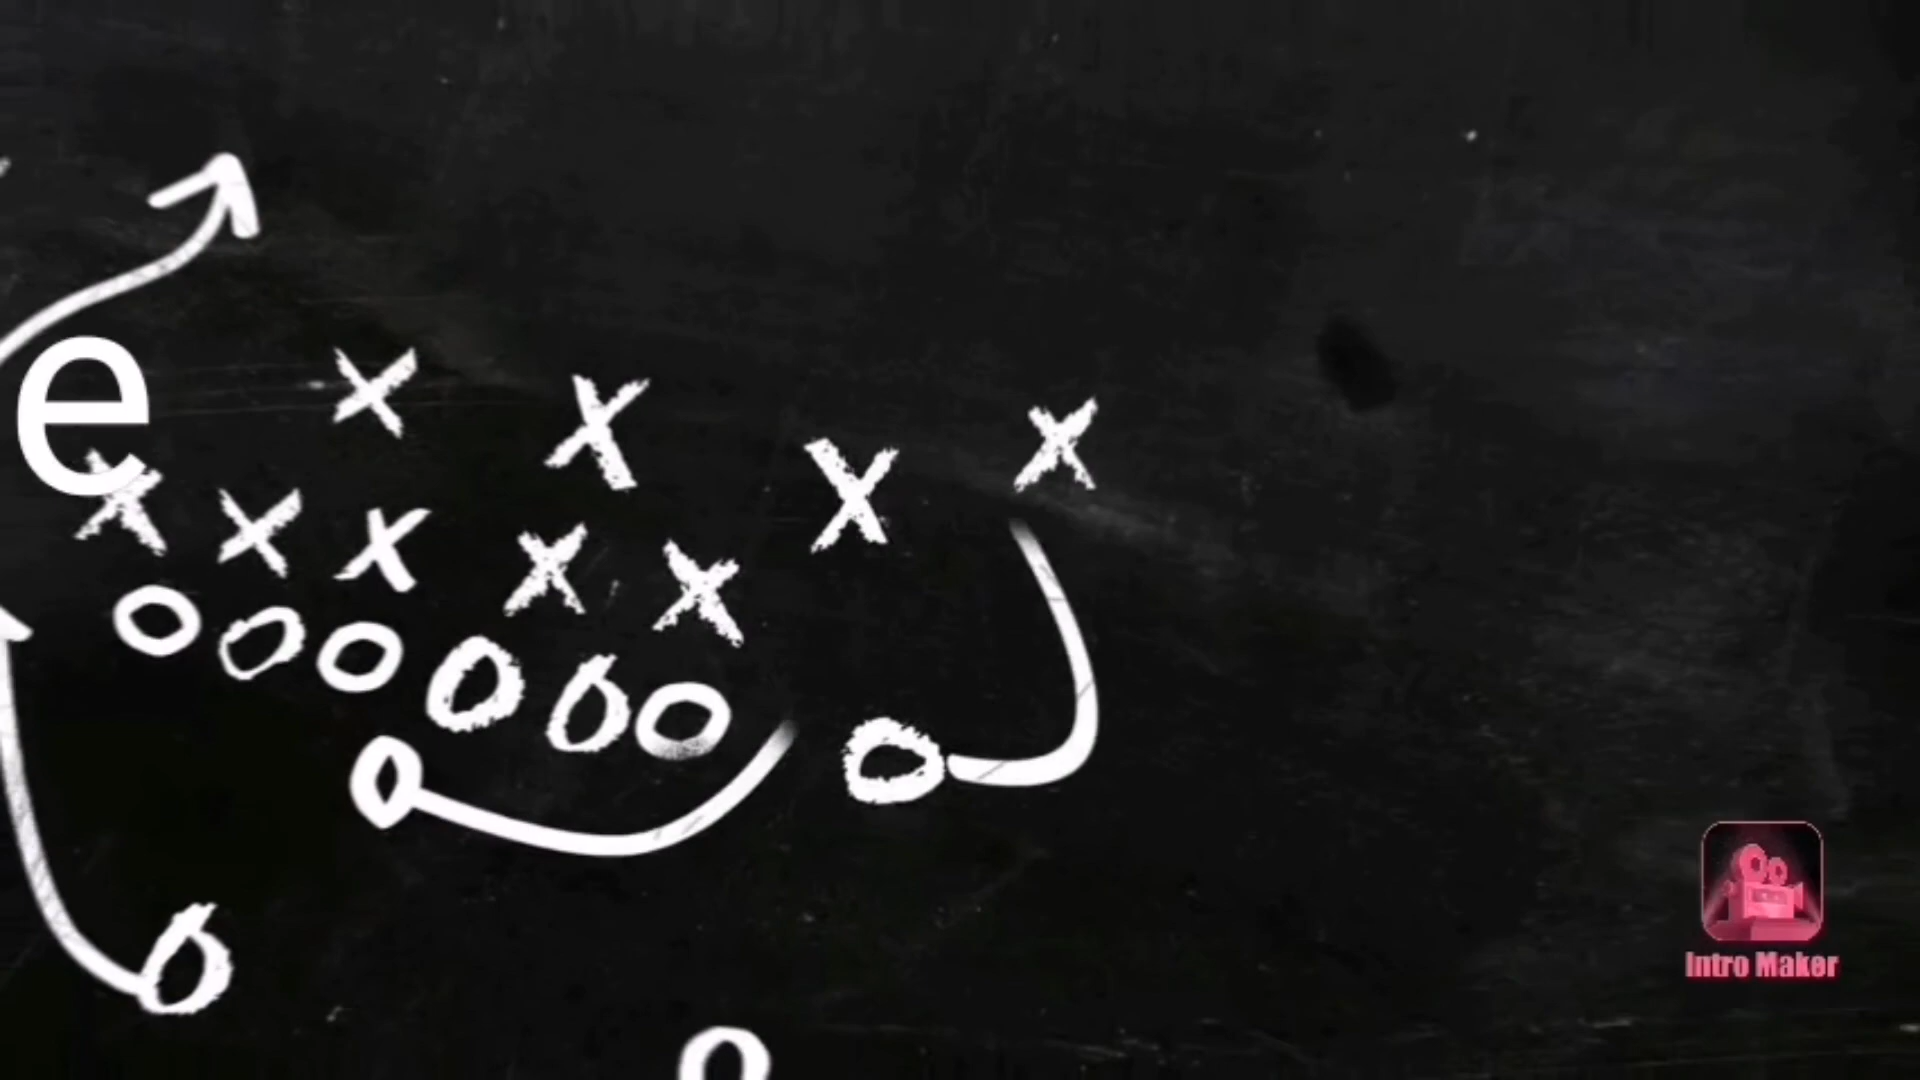 e
x x x x
x x x x x
o o o o o o
o o
o
o
Intro Maker